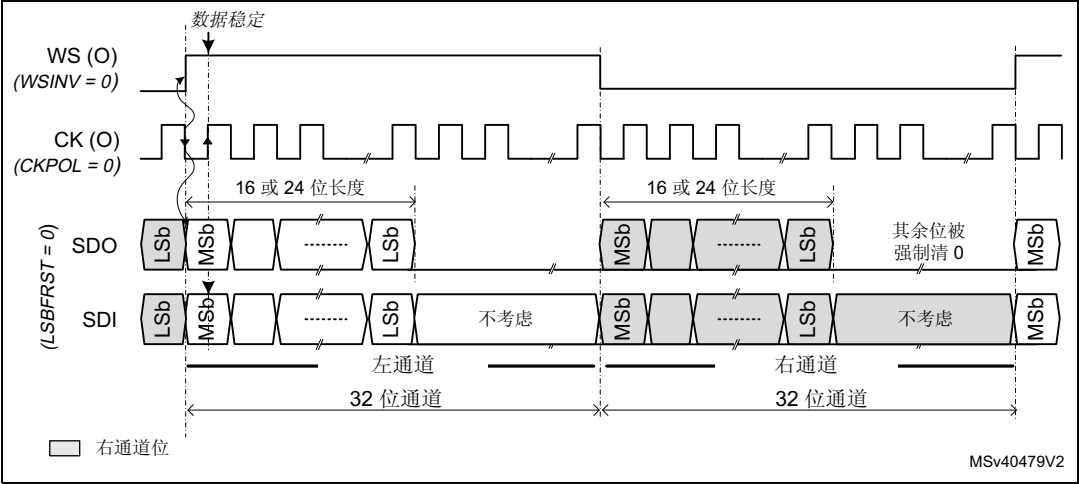 数据稳定
WS (O)
(WSINV = 0)
CK (O)
(CKPOL = 0)
16 或 24 位长度
16 或 24 位长度
(LSBFRST = 0)
SDO
LSb
MSb
LSb
MSb
LSb
其余位被
强制清 0
MSb
SDI
LSb
MSb
LSb
不考虑
MSb
LSb
不考虑
MSb
左通道
右通道
32 位通道
32 位通道
右通道位
MSv40479V2